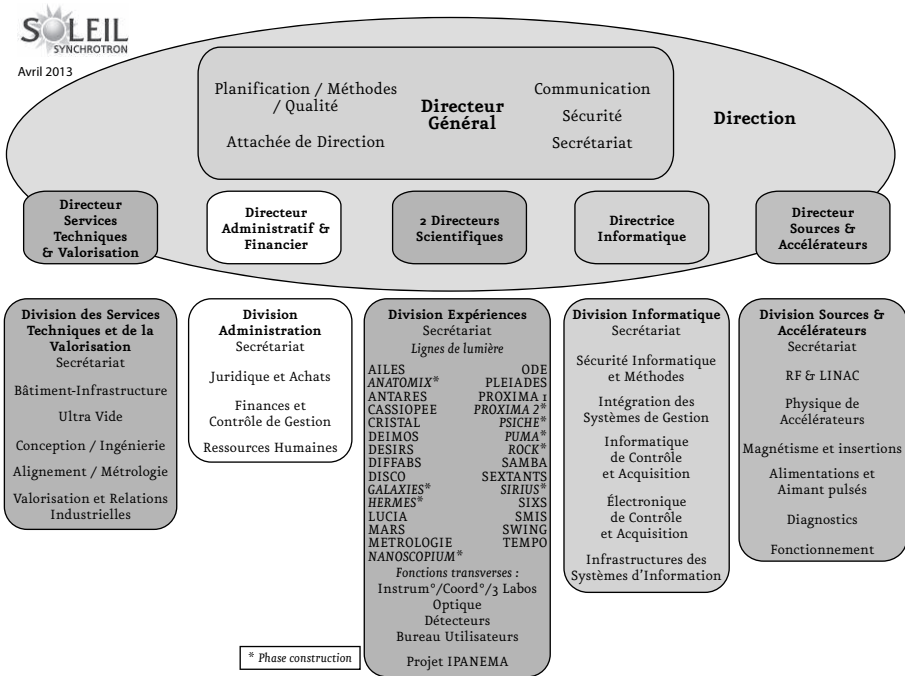 SOLEIL
SYNCHROTRON
Avril 2013
Planification / Méthodes
/ Qualité
Attachée de Direction
Directeur
Général
Communication
Sécurité
Secrétariat
Direction
Directeur
Services
Techniques
& Valorisation
Directeur
Administratif &
Financier
2 Directeurs
Scientifiques
Directrice
Informatique
Directeur
Sources &
Accélérateurs
Division des Services
Techniques et de la
Valorisation
Secrétariat
Bâtiment-Infrastructure
Ultra Vide
Conception / Ingénierie
Alignement / Métrologie
Valorisation et Relations
Industrielles
Division
Administration
Secrétariat
Juridique et Achats
Finances et
Contrôle de Gestion
Ressources Humaines
Division Expériences
Secrétariat
Lignes de lumière
AILES ODE
ANATOMIX* PLEIADES
ANTARES PROXIMA 1
CASSIOPEE PROXIMA 2*
CRISTAL PSICHE*
DEIMOS PUMA*
DESIRS ROCK*
DIFFABS SAMBA
DISCO SEXTANTS
GALAXIES* SIRIUS*
HERMES* SIXS
LUCIA SMIS
MARS SWING
METROLOGIE TEMPO
NANOSCOPIUM*
Fonctions transverses :
Instrum°/Coord°/3 Labos
Optique
Détecteurs
Bureau Utilisateurs
Projet IPANEMA
* Phase construction
Division Informatique
Secrétariat
Sécurité Informatique
et Méthodes
Intégration des
Systèmes de Gestion
Informatique
de Contrôle
et Acquisition
Électronique
de Contrôle
et Acquisition
Infrastructures des
Systèmes d'Information
Division Sources &
Accélérateurs
Secrétariat
RF & LINAC
Physique de
Accélérateurs
Magnétisme et insertions
Alimentations et
Aimant pulsés
Diagnostics
Fonctionnement